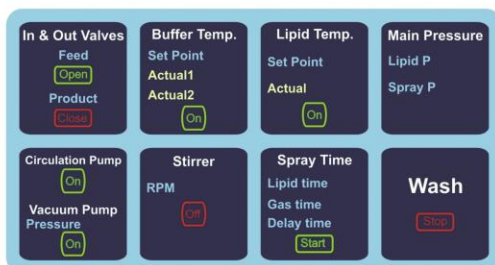 In & Out Valves
Feed
Open
Product
Close
Buffer Temp.
Set Point
Actual1
Actual2
On
Lipid Temp.
Set Point
Actual
On
Main Pressure
Lipid P
Spray P
Circulation Pump
On
Vacuum Pump
Pressure
On
Stirrer
RPM
Off
Spray Time
Lipid time
Gas time
Delay time
Start
Wash
Stop